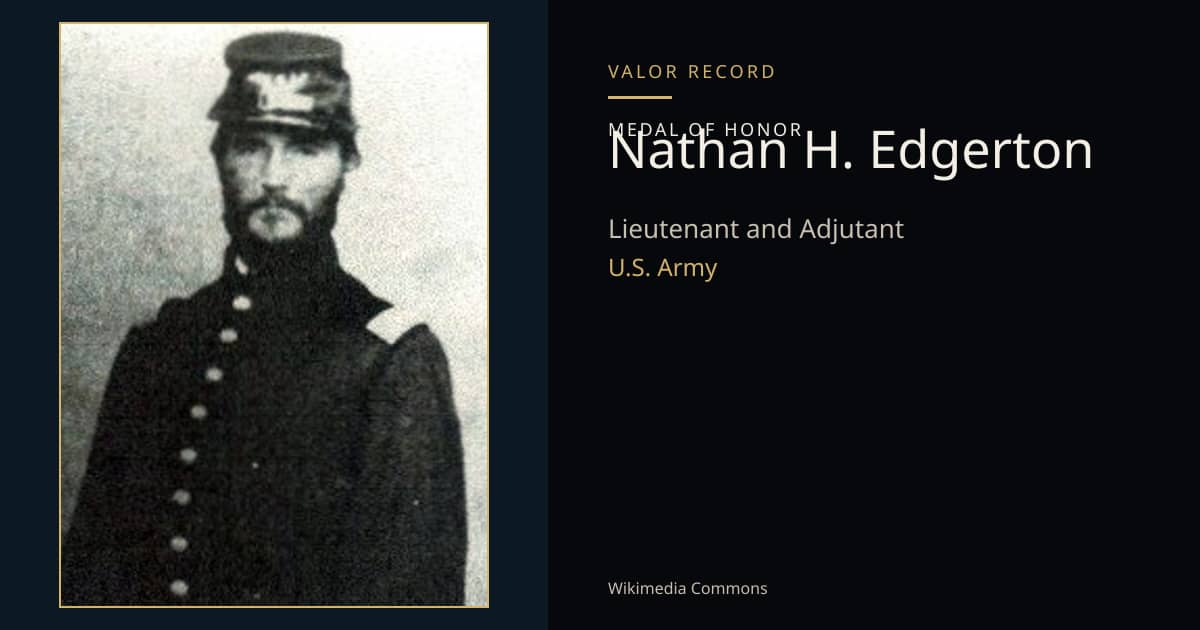 VALOR RECORD
MEDAL OF HONOR
Nathan H. Edgerton
Lieutenant and Adjutant
U.S. Army
Wikimedia Commons